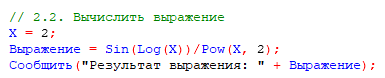 // 2.2. Вычислить выражение
X = 2;
Выражение = Sin(Log(X))/Pow(X, 2);
Сообщить("Результат выражения: " + Выражение);